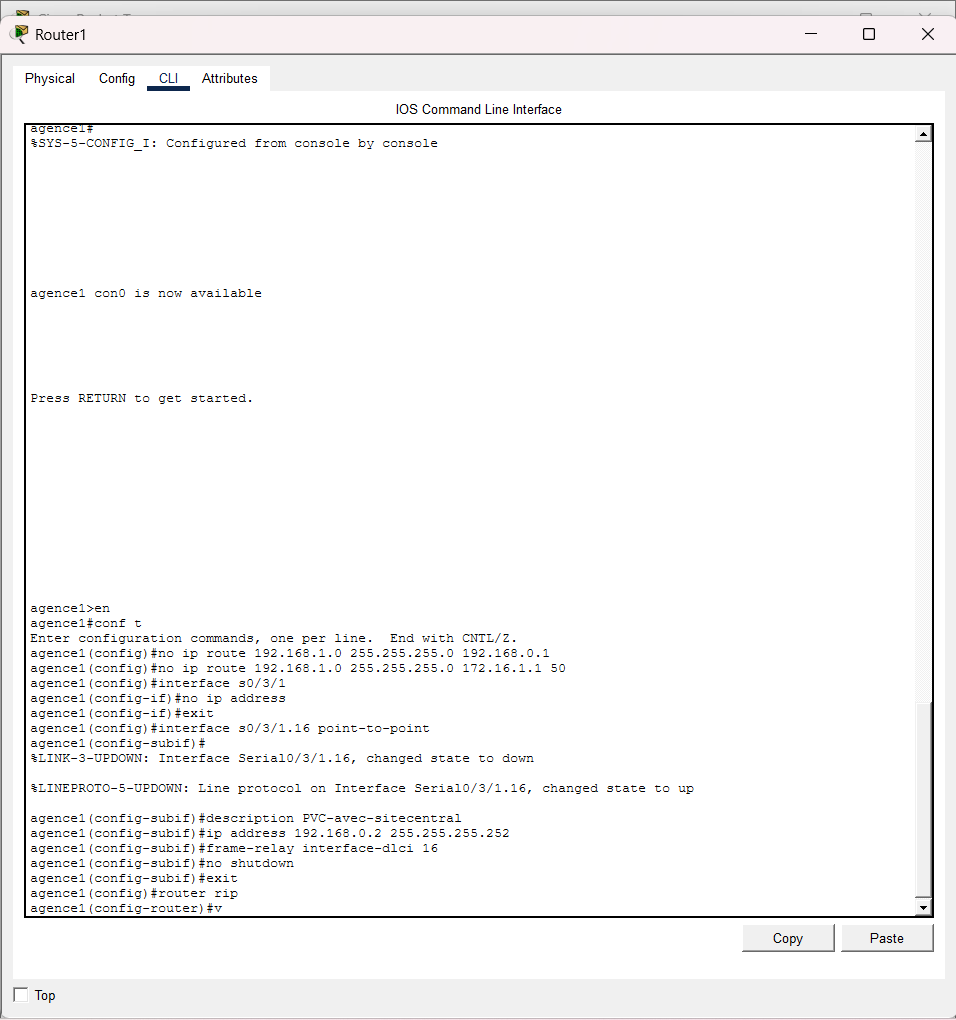 Router1
Physical Config CLI Attributes
IOS Command Line Interface
agence1#
%SYS-5-CONFIG_I: Configured from console by console
agence1 con0 is now available
Press RETURN to get started.
agence1>en
agence1#conf t
Enter configuration commands, one per line.  End with CNTL/Z.
agence1(config)#no ip route 192.168.1.0 255.255.255.0 192.168.0.1
agence1(config)#no ip route 192.168.1.0 255.255.255.0 172.16.1.1 50
agence1(config)#interface s0/3/1
agence1(config-if)#no ip address
agence1(config-if)#exit
agence1(config)#interface s0/3/1.16 point-to-point
agence1(config-subif)#
%LINK-3-UPDOWN: Interface Serial0/3/1.16, changed state to down
%LINEPROTO-5-UPDOWN: Line protocol on Interface Serial0/3/1.16, changed state to up
agence1(config-subif)#description PVC-avec-sitecentral
agence1(config-subif)#ip address 192.168.0.2 255.255.255.252
agence1(config-subif)#frame-relay interface-dlci 16
agence1(config-subif)#no shutdown
agence1(config-subif)#exit
agence1(config)#router rip
agence1(config-router)#v
Copy Paste
Top